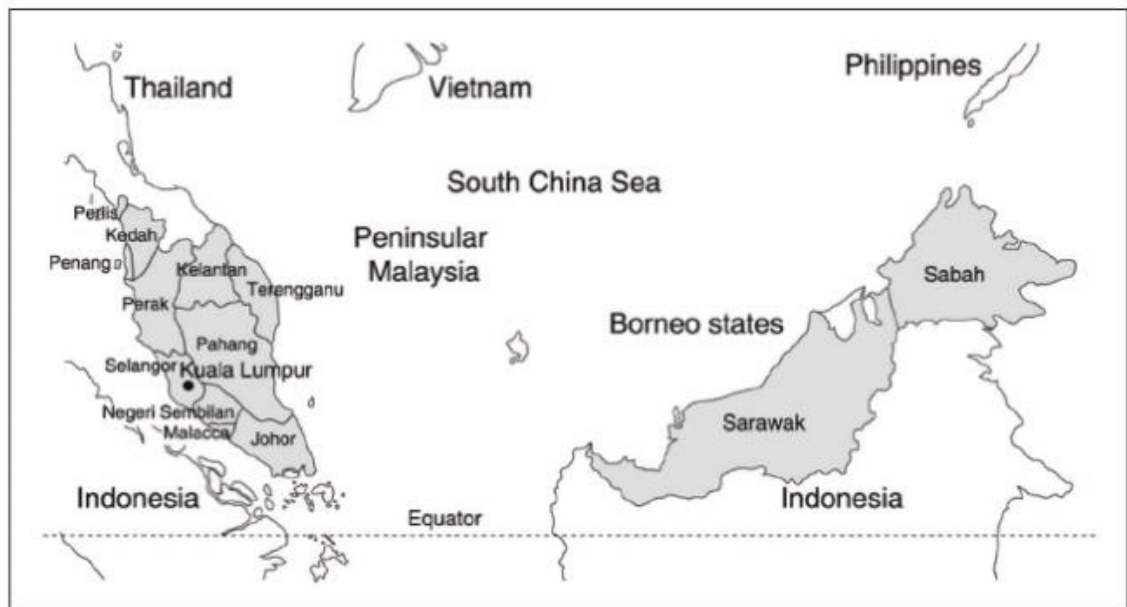 Thailand
Vietnam
Philippines
South China Sea
Perlis
Kedah
Peninsular
Malaysia
Penang
Kelantan
Terengganu
Perak
Sabah
Borneo states
Pahang
Selangor
Kuala Lumpur
Negeri Sembilan
Malacca
Johor
Sarawak
Indonesia
Indonesia
Equator